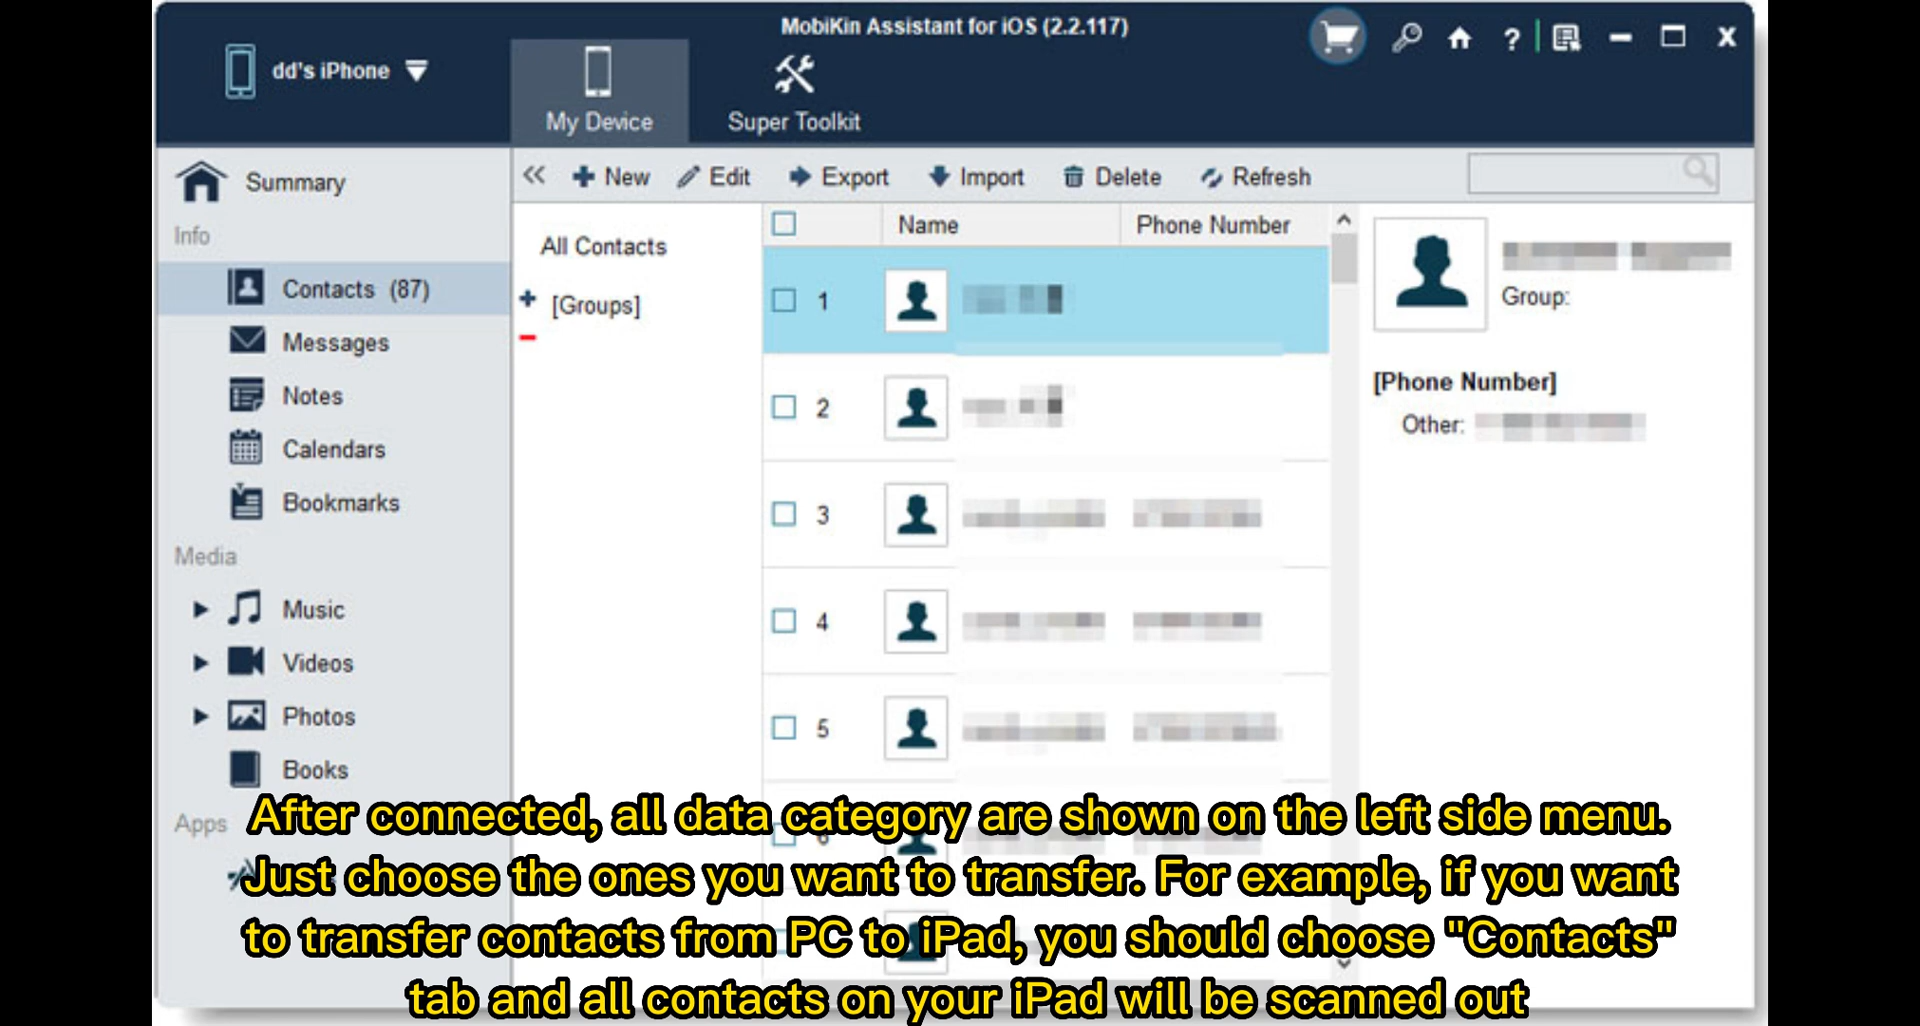 MobiKin Assistant for iOS (2.2.117)
dd's iPhone
My Device
Super Toolkit
?
Summary
« New Edit Export Import Delete Refresh
Info
Contacts (87)
Messages
Notes
Calendars
Bookmarks
Media
Music
Videos
Photos
Books
Apps
All Contacts
[Groups]
Name Phone Number
1
2
3
4
5
6
Group:
[Phone Number]
Other:
After connected, all data category are shown on the left side menu.
Just choose the ones you want to transfer. For example, if you want
to transfer contacts from PC to iPad, you should choose "Contacts"
tab and all contacts on your iPad will be scanned out